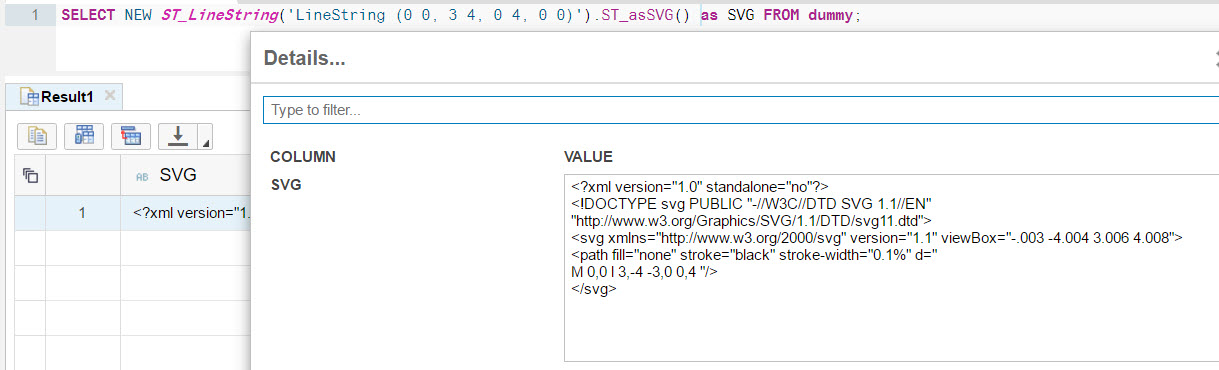 1 SELECT NEW ST_LineString('LineString (0 0, 3 4, 0 4, 0 0)').ST_asSVG() as SVG FROM dummy;
Details...
Result1
Type to filter...
COLUMN VALUE
SVG
SVG
1 <?xml version="1.
<?xml version="1.0" standalone="no"?>
<!DOCTYPE svg PUBLIC "-//W3C//DTD SVG 1.1//EN"
"http://www.w3.org/Graphics/SVG/1.1/DTD/svg11.dtd">
<svg xmlns="http://www.w3.org/2000/svg" version="1.1" viewBox="-.003 -4.004 3.006 4.008">
<path fill="none" stroke="black" stroke-width="0.1%" d="
M 0,0 l 3,-4 -3,0 0,4 "/>
</svg>